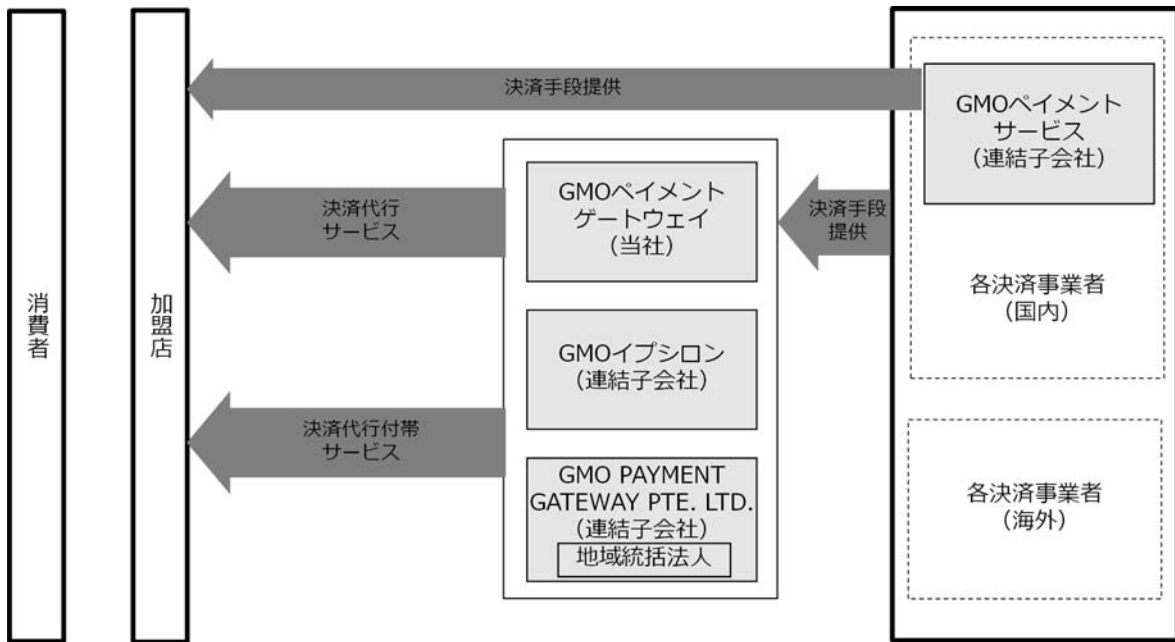 消費者
加盟店
決済手段提供
決済代行
サービス
決済代行付帯
サービス
GMOペイメント
ゲートウェイ
(当社)
GMOイプシロン
(連結子会社)
GMO PAYMENT
GATEWAY PTE. LTD.
(連結子会社)
地域統括法人
決済手段
提供
GMOペイメント
サービス
(連結子会社)
各決済事業者
(国内)
各決済事業者
(海外)